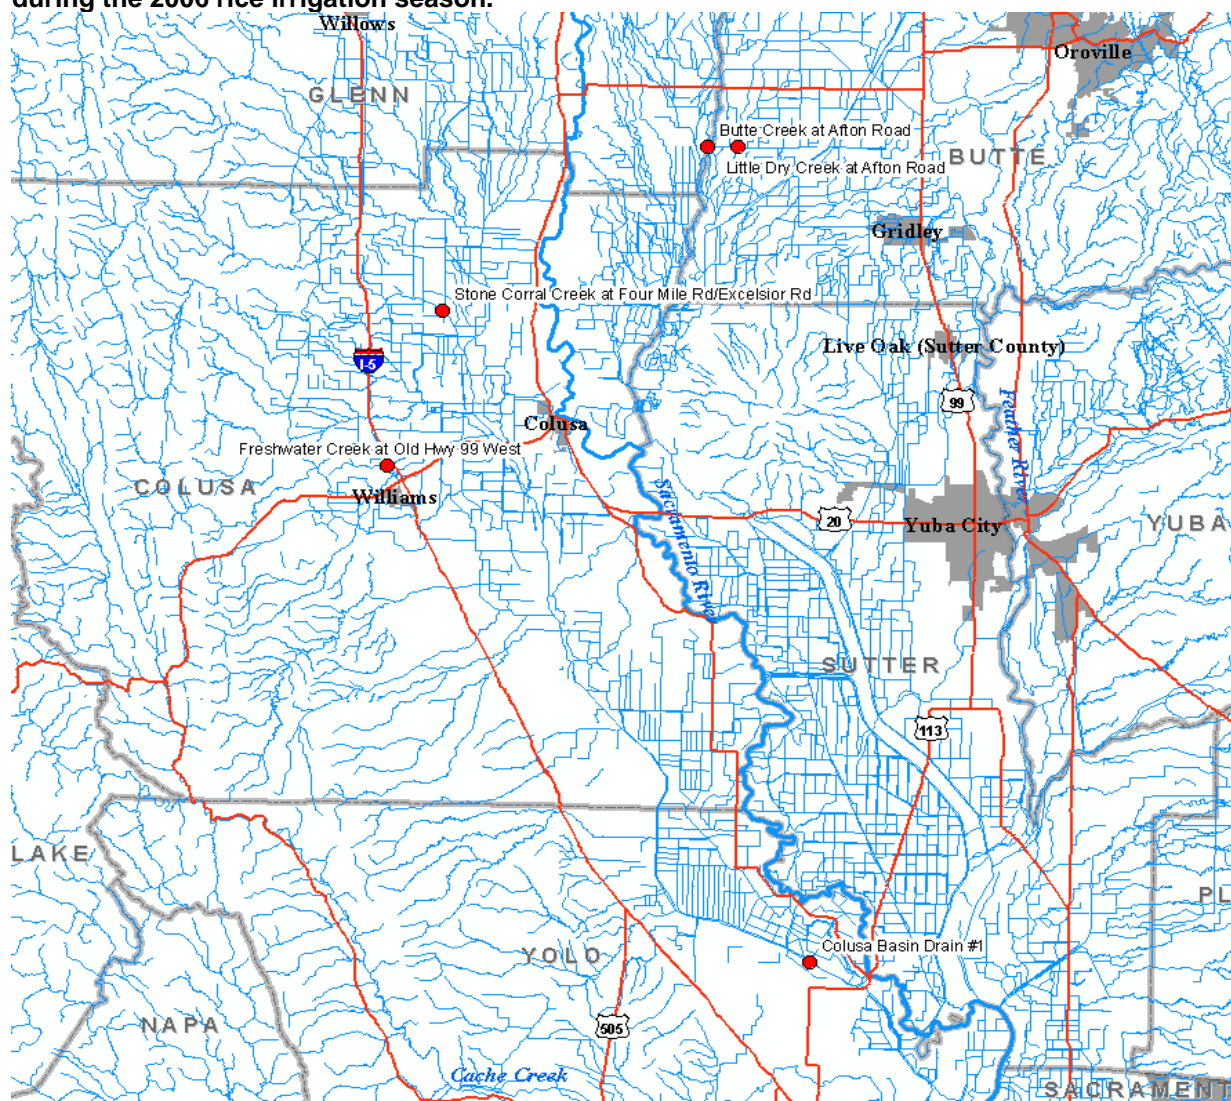 during the 2006 rice irrigation season.
Willows
Oroville
GLENN
Butte Creek at Afton Road
BUTTE
Little Dry Creek at Afton Road
Gridley
Stone Corral Creek at Four Mile Rd/Excelsior Rd
Live Oak (Sutter County)
I-5
99
Feather River
Colusa
Freshwater Creek at Old Hwy 99 West
COLUSA
Williams
Sacramento River
20
Yuba City
YUBA
SUTTER
113
LAKE
PL
Colusa Basin Drain #1
YOLO
NAPA
505
Cache Creek
SACRAMENT